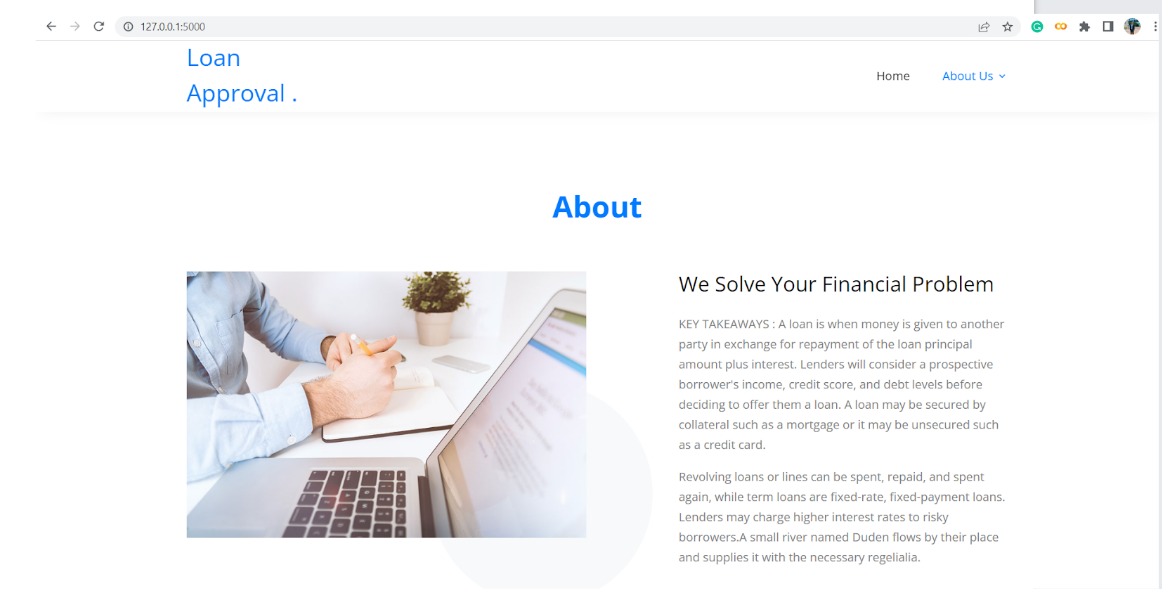 127.0.0.1:5000
Loan
Approval .
Home
About Us
About
We Solve Your Financial Problem
KEY TAKEAWAYS : A loan is when money is given to another
party in exchange for repayment of the loan principal
amount plus interest. Lenders will consider a prospective
borrower's income, credit score, and debt levels before
deciding to offer them a loan. A loan may be secured by
collateral such as a mortgage or it may be unsecured such
as a credit card.
Revolving loans or lines can be spent, repaid, and spent
again, while term loans are fixed-rate, fixed-payment loans.
Lenders may charge higher interest rates to risky
borrowers.A small river named Duden flows by their place
and supplies it with the necessary regelialia.